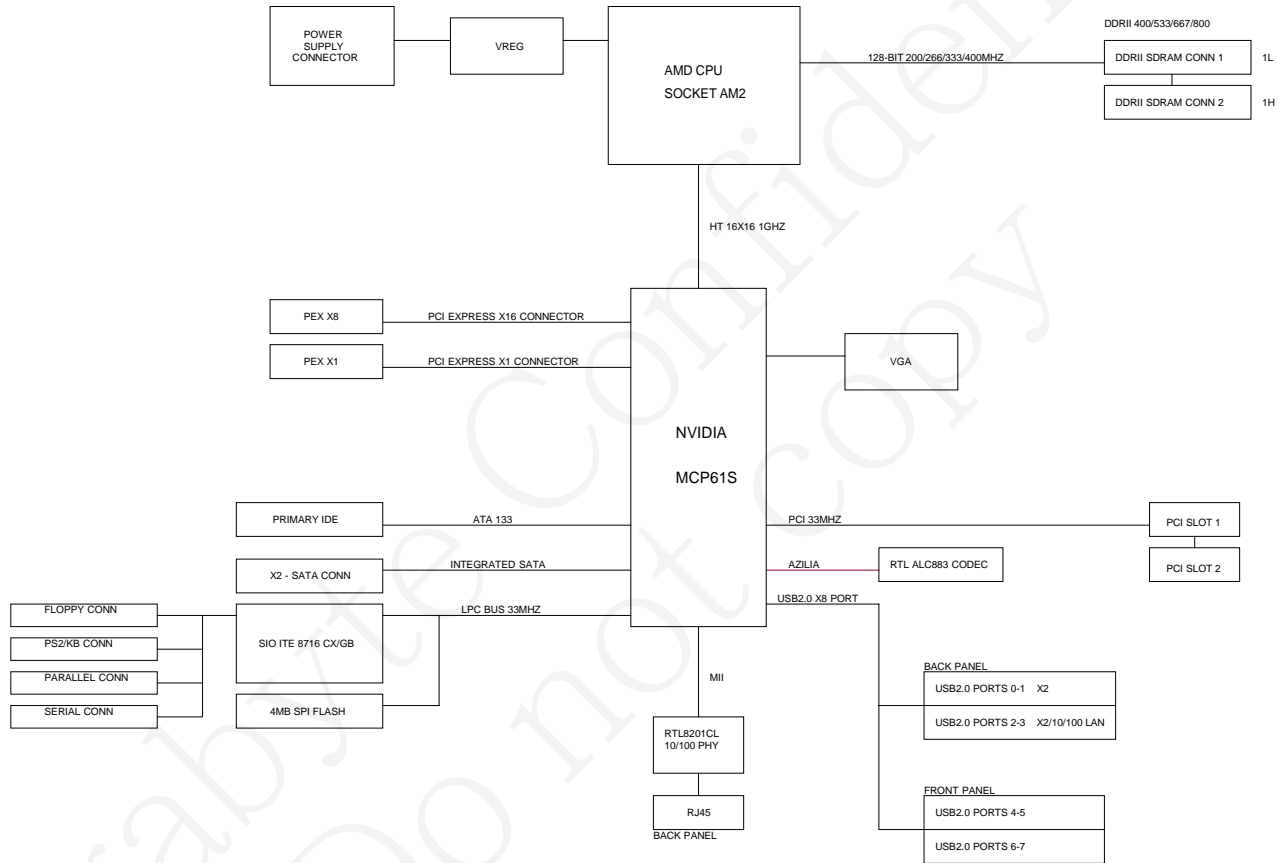 POWER
SUPPLY
CONNECTOR
VREG
AMD CPU
SOCKET AM2
128-BIT 200/266/333/400MHZ
DDRII 400/533/667/800
DDRII SDRAM CONN 1
1L
DDRII SDRAM CONN 2
1H
HT 16X16 1GHZ
PEX X8
PCI EXPRESS X16 CONNECTOR
PEX X1
PCI EXPRESS X1 CONNECTOR
VGA
NVIDIA
MCP61S
PRIMARY IDE
ATA 133
PCI 33MHZ
PCI SLOT 1
PCI SLOT 2
X2 - SATA CONN
INTEGRATED SATA
AZILIA
RTL ALC883 CODEC
FLOPPY CONN
PS2/KB CONN
PARALLEL CONN
SERIAL CONN
SIO ITE 8716 CX/GB
LPC BUS 33MHZ
4MB SPI FLASH
USB2.0 X8 PORT
MII
RTL8201CL
10/100 PHY
RJ45
BACK PANEL
BACK PANEL
USB2.0 PORTS 0-1 X2
USB2.0 PORTS 2-3 X2/10/100 LAN
FRONT PANEL
USB2.0 PORTS 4-5
USB2.0 PORTS 6-7
Do not copy